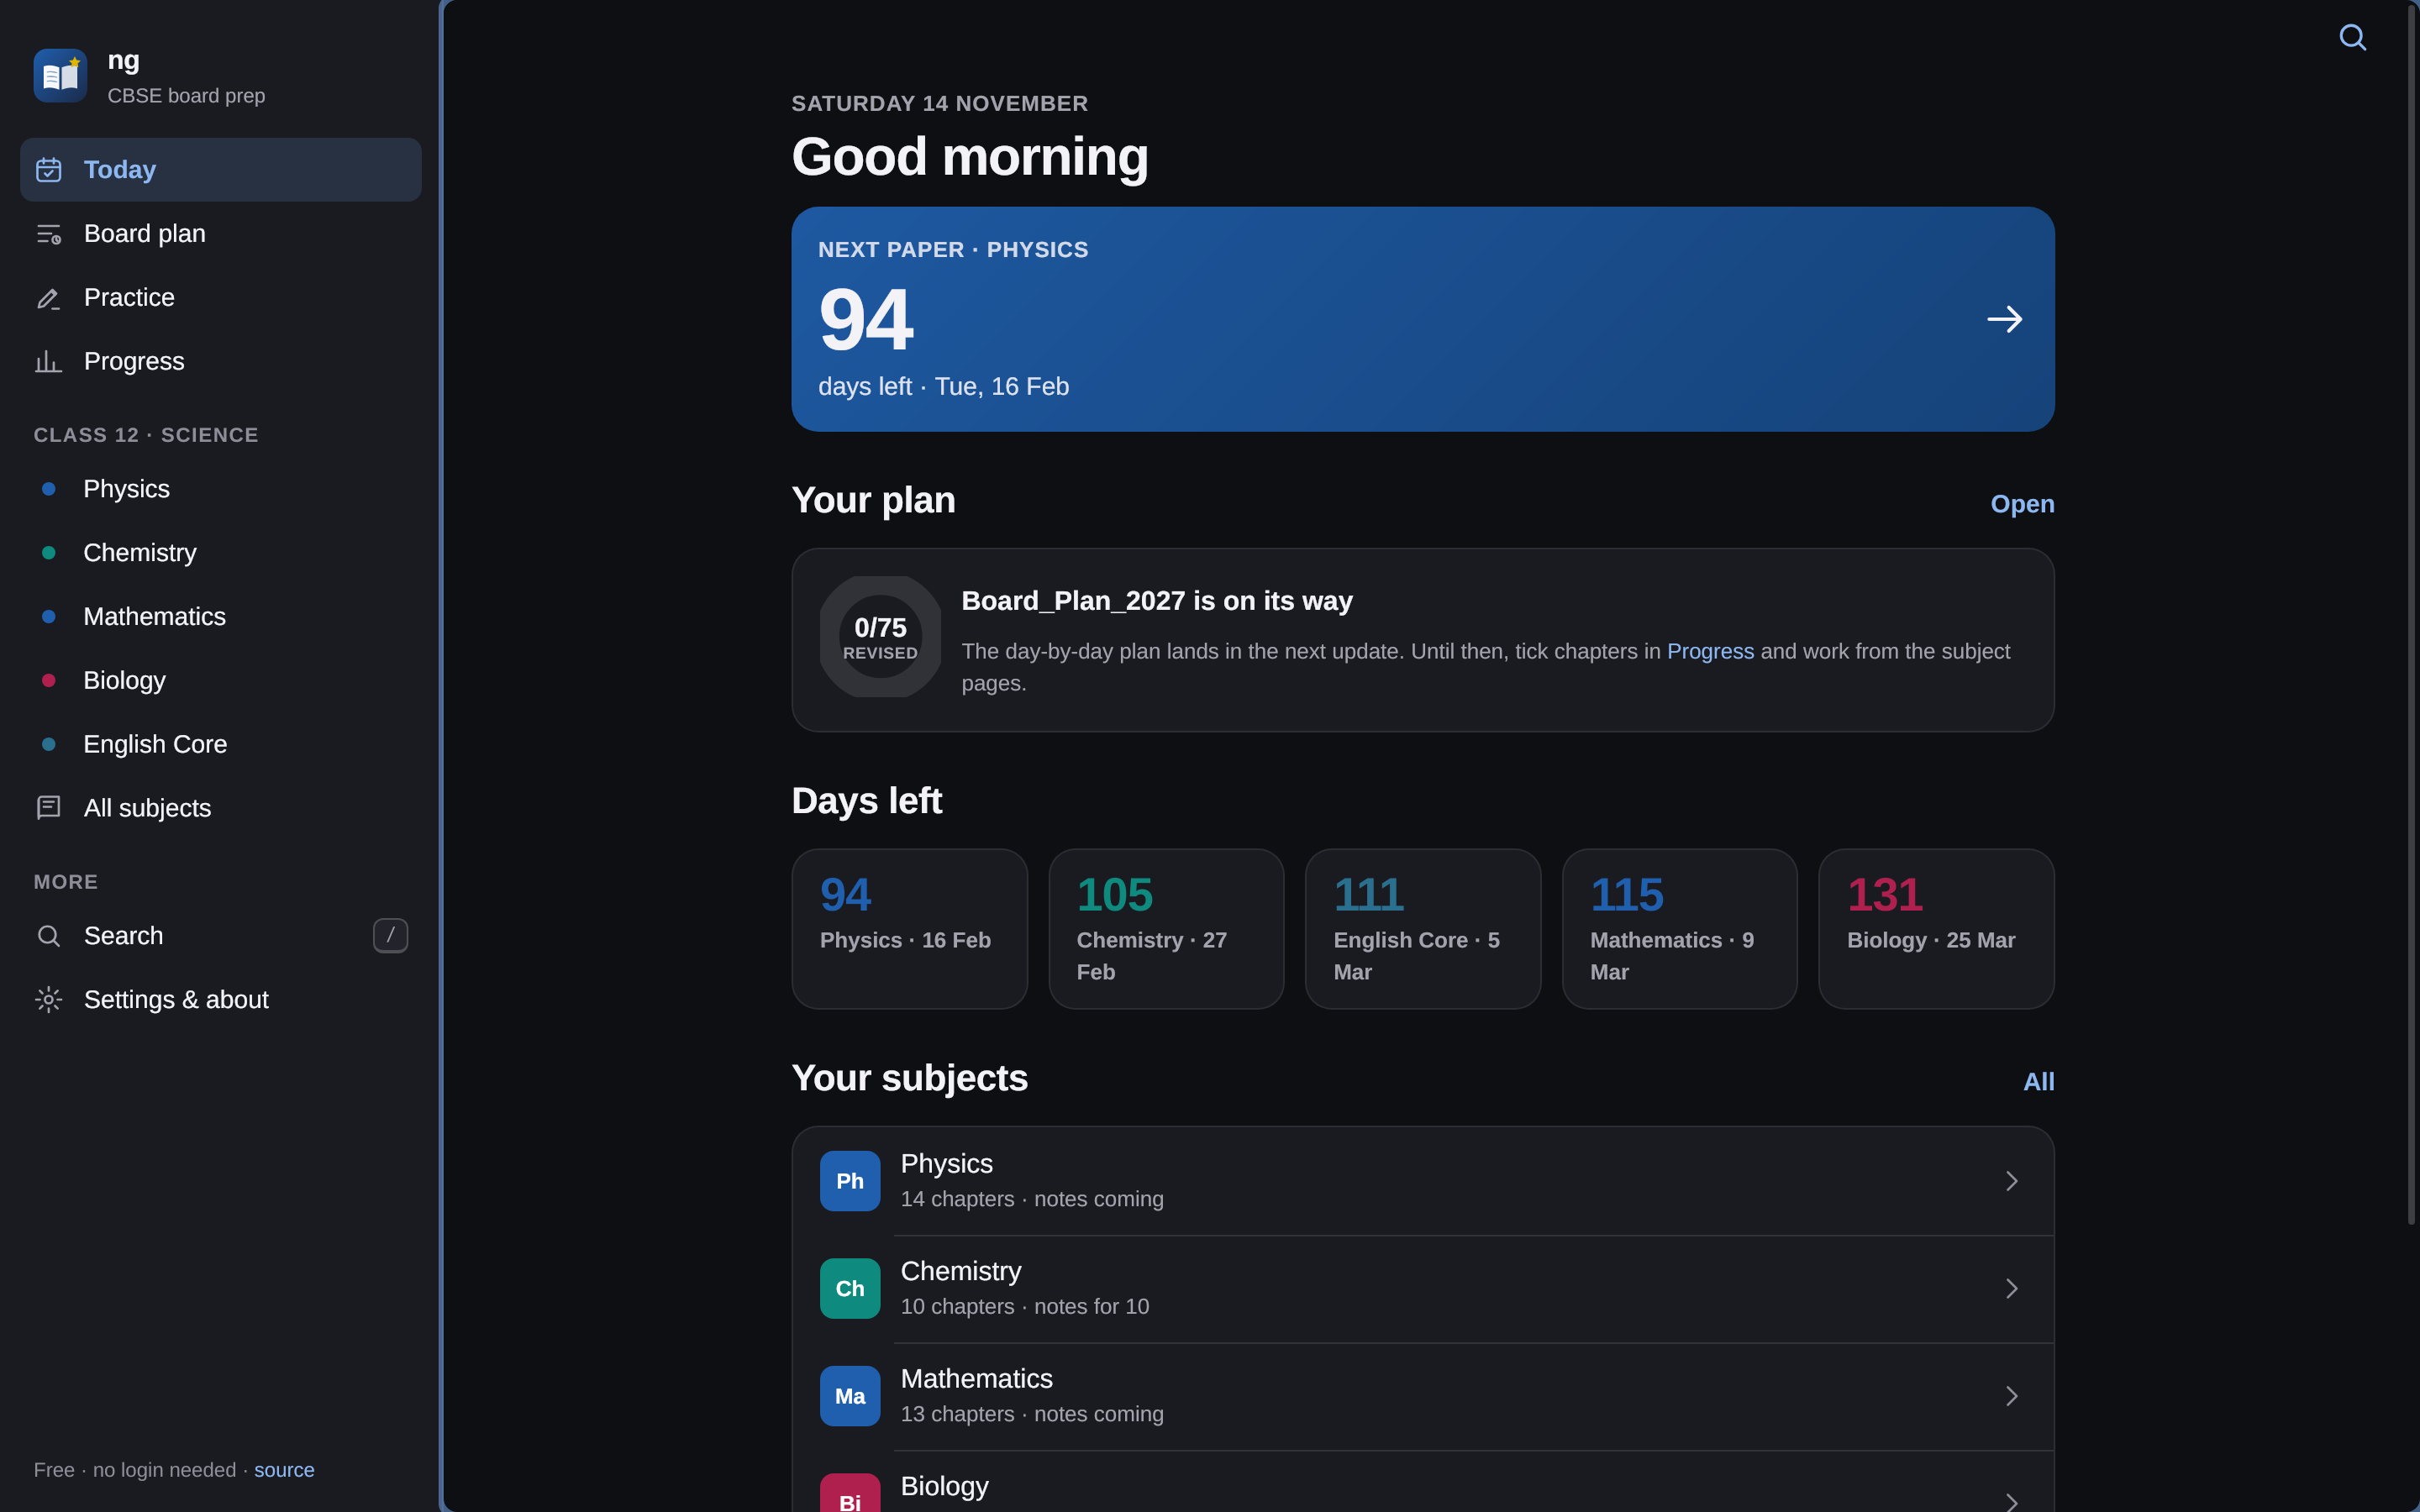 ng
CBSE board prep
Today
Board plan
Practice
Progress
CLASS 12 · SCIENCE
Physics
Chemistry
Mathematics
Biology
English Core
All subjects
MORE
Search
/
Settings & about
Free · no login needed · source
SATURDAY 14 NOVEMBER
Good morning
NEXT PAPER · PHYSICS
94
days left · Tue, 16 Feb
Your plan
Open
0/75
REVISED
Board_Plan_2027 is on its way
The day-by-day plan lands in the next update. Until then, tick chapters in Progress and work from the subject
pages.
Days left
94
Physics · 16 Feb
105
Chemistry · 27
Feb
111
English Core · 5
Mar
115
Mathematics · 9
Mar
131
Biology · 25 Mar
Your subjects
All
Ph
Physics
14 chapters · notes coming
Ch
Chemistry
10 chapters · notes for 10
Ma
Mathematics
13 chapters · notes coming
Bi
Biology